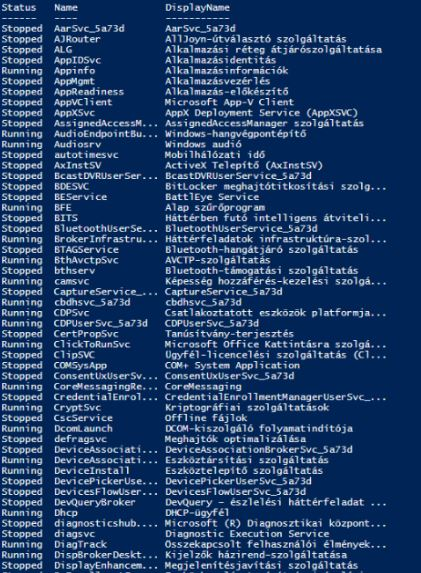 Status Name DisplayName
------ ---- -----------
Stopped AarSvc_5a73d AarSvc_5a73d
Stopped AJRouter AllJoyn-útválasztó szolgáltatás
Stopped ALG Alkalmazási réteg átjárószolgáltatása
Stopped AppIDSvc Alkalmazásidentitás
Running Appinfo Alkalmazásinformációk
Stopped AppMgmt Alkalmazásvezérlés
Stopped AppReadiness Alkalmazás-előkészítő
Stopped AppVClient Microsoft App-V Client
Stopped AppXSvc AppX Deployment Service (AppXSVC)
Stopped AssignedAccessM... AssignedAccessManager szolgáltatás
Running AudioEndpointBu... Windows-hangvégpontépítő
Running Audiosrv Windows audió
Stopped autotimesvc Mobilhálózati idő
Stopped AxInstSV ActiveX Telepítő (AxInstSV)
Stopped BcastDVRUserSer... BcastDVRUserService_5a73d
Stopped BDESVC BitLocker meghajtótitkosítási szolg...
Stopped BEService BattlEye Service
Running BFE Alap szűrőprogram
Stopped BITS Háttérben futó intelligens átviteli...
Stopped BluetoothUserSe... BluetoothUserService_5a73d
Running BrokerInfrastru... Háttérfeladatok infrastruktúra-szol...
Stopped BTAGService Bluetooth-hangátjáró szolgáltatás
Running BthAvctpSvc AVCTP-szolgáltatás
Stopped bthserv Bluetooth-támogatási szolgáltatás
Running camsvc Képesség hozzáférés-kezelési szolgá...
Stopped CaptureService_... CaptureService_5a73d
Running cbdhsvc_5a73d cbdhsvc_5a73d
Running CDPSvc Csatlakoztatott eszközök platformja...
Running CDPUserSvc_5a73d CDPUserSvc_5a73d
Stopped CertPropSvc Tanúsítvány-terjesztés
Running ClickToRunSvc Microsoft Office Kattintásra szolgá...
Stopped ClipSVC Ügyfél-licencelési szolgáltatás (Cl...
Stopped COMSysApp COM+ System Application
Stopped ConsentUxUserSv... ConsentUxUserSvc_5a73d
Running CoreMessagingRe... CoreMessaging
Stopped CredentialEnrol... CredentialEnrollmentManagerUserSvc_...
Running CryptSvc Kriptográfiai szolgáltatások
Stopped CscService Offline fájlok
Running DcomLaunch DCOM-kiszolgáló folyamatindítója
Stopped defragsvc Meghajtók optimalizálása
Stopped DeviceAssociati... DeviceAssociationBrokerSvc_5a73d
Running DeviceAssociati... Eszköztársítási szolgáltatás
Stopped DeviceInstall Eszköztelepítő szolgáltatás
Stopped DevicePickerUse... DevicePickerUserSvc_5a73d
Stopped DevicesFlowUser... DevicesFlowUserSvc_5a73d
Stopped DevQueryBroker DevQuery – észlelési háttérfeladat ...
Running Dhcp DHCP-ügyfél
Stopped diagnosticshub.... Microsoft (R) Diagnosztikai központ...
Stopped diagsvc Diagnostic Execution Service
Running DiagTrack Összekapcsolt felhasználói élmények...
Running DispBrokerDeskt... Kijelzők házirend-szolgáltatása
Stopped DisplayEnhancem... Megjelenítésjavítási szolgáltatás